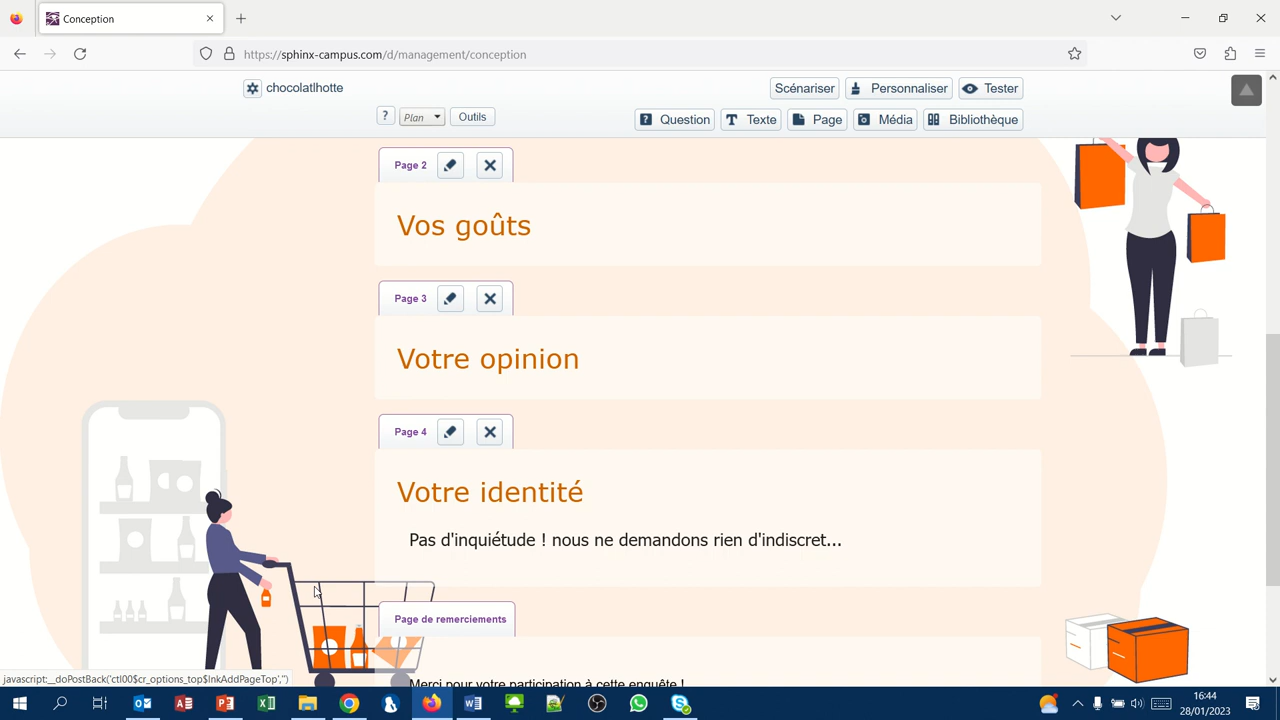 Conception
https://sphinx-campus.com/d/management/conception
chocolatlhotte
Scénariser
Personnaliser
Tester
?
Plan
Outils
Question
Texte
Page
Média
Bibliothèque
Page 2
Vos goûts
Page 3
Votre opinion
Page 4
Votre identité
Pas d'inquiétude ! nous ne demandons rien d'indiscret...
Page de remerciements
Merci pour votre participation à cette enquête !
javascript:__doPostBack('ctl00$cr_options_top$lnkAddPageTop','')
16:44
28/01/2023